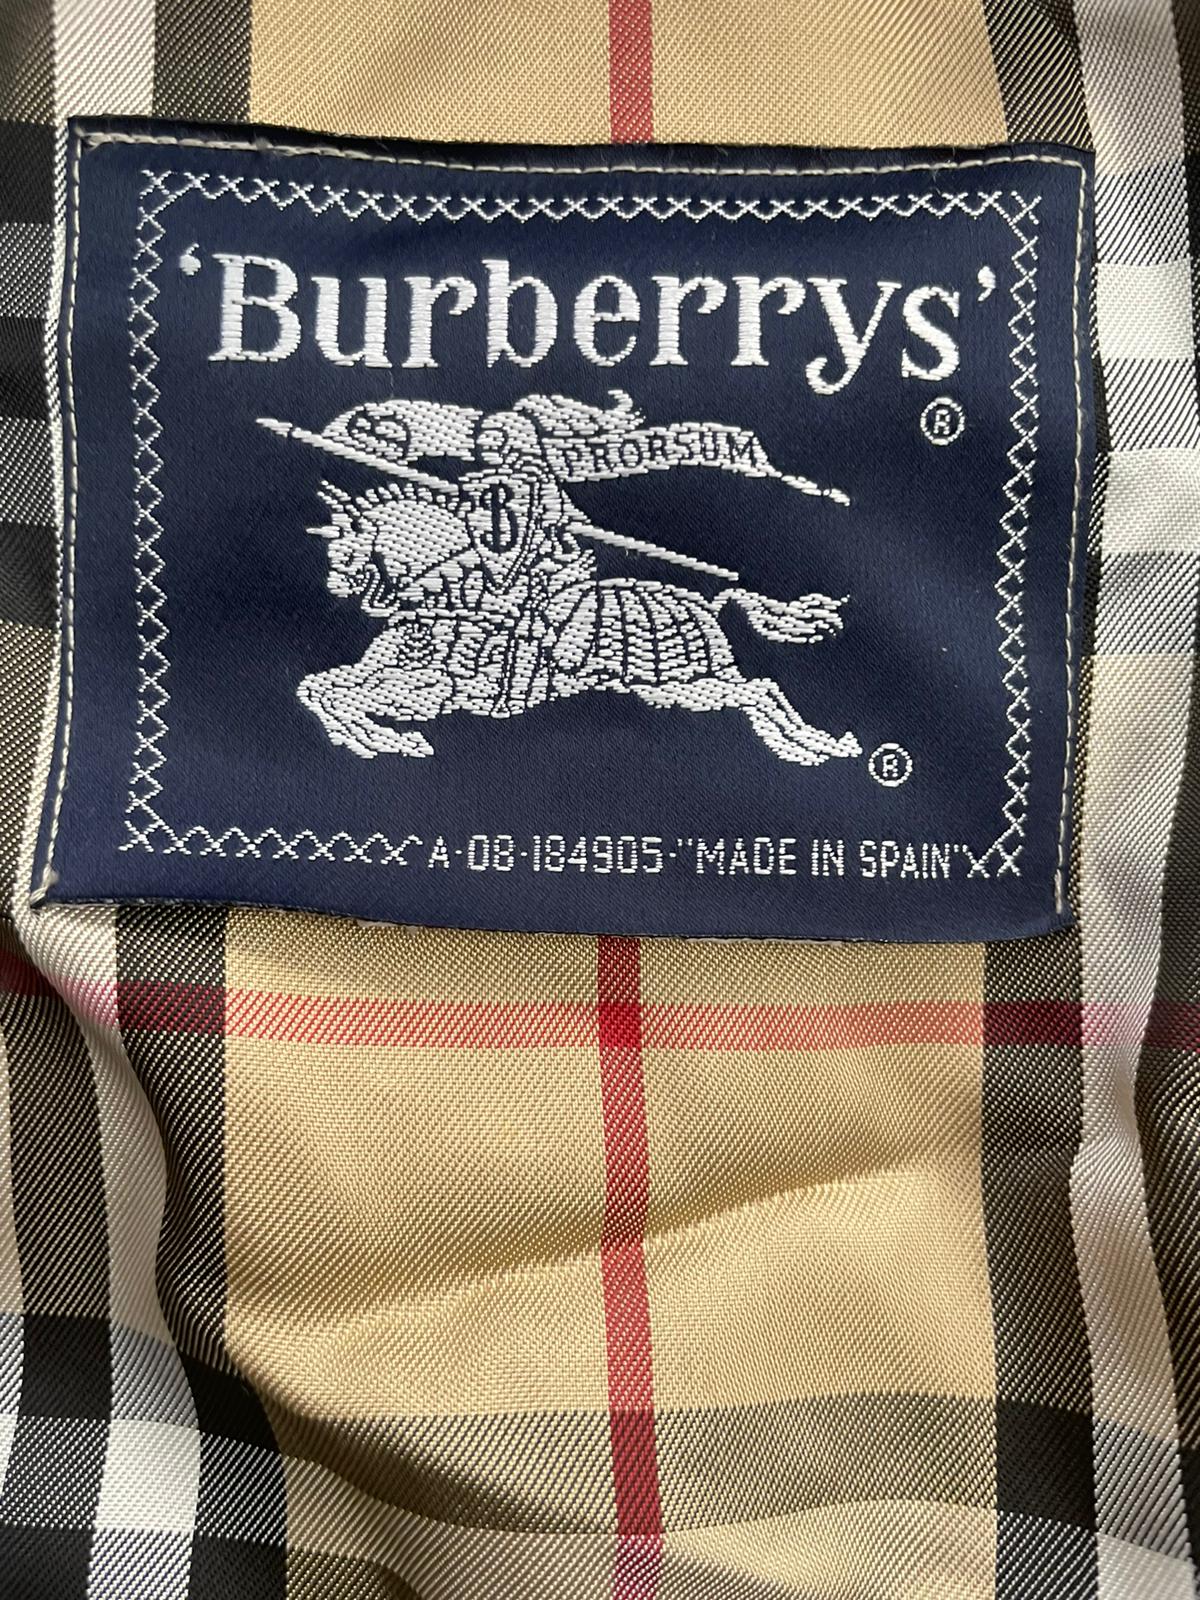 'Burberrys'
®
PRORSUM
B
®
A·08·184905·"MADE IN SPAIN"